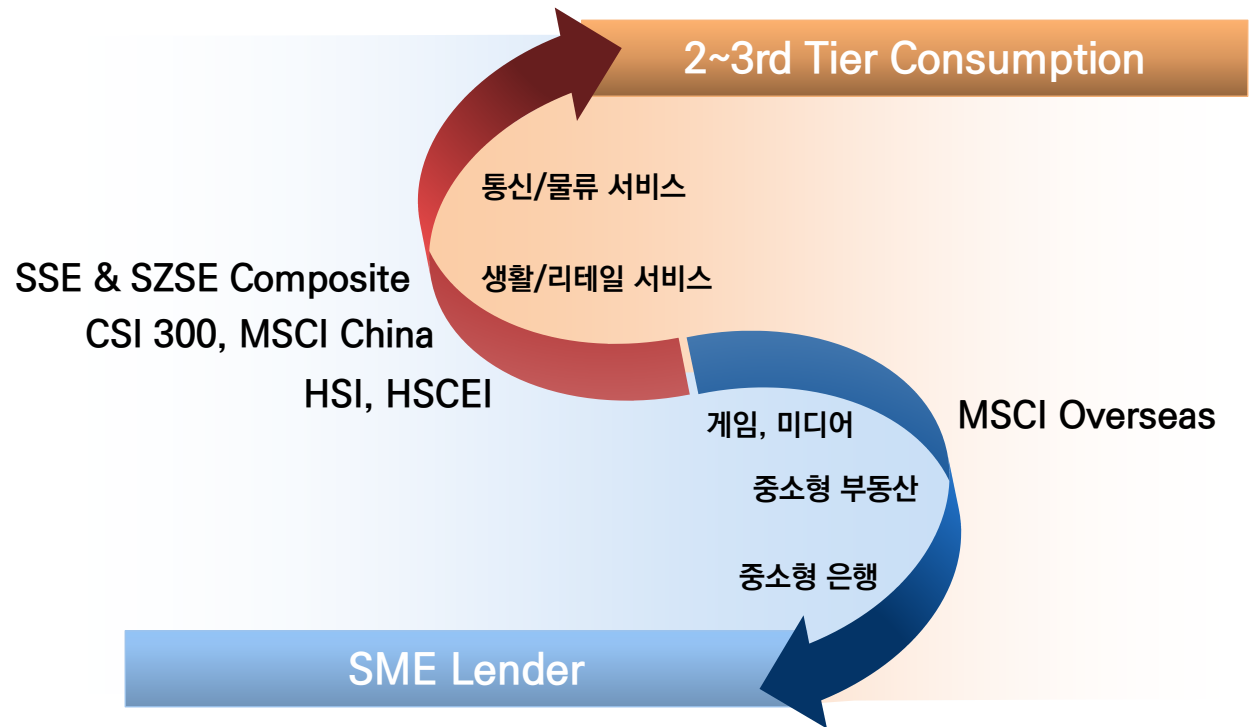 2~3rd Tier Consumption
통신/물류 서비스
SSE & SZSE Composite
생활/리테일 서비스
CSI 300, MSCI China
HSI, HSCEI
MSCI Overseas
게임, 미디어
중소형 부동산
중소형 은행
SME Lender